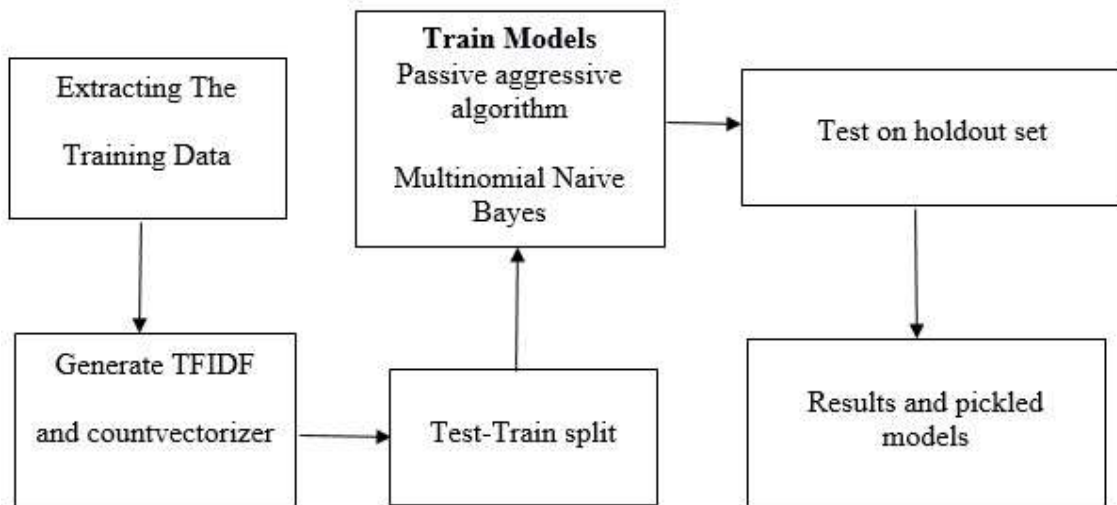 Extracting The
Training Data
Generate TFIDF
and countvectorizer
Test-Train split
Train Models
Passive aggressive
algorithm
Multinomial Naive
Bayes
Test on holdout set
Results and pickled
models